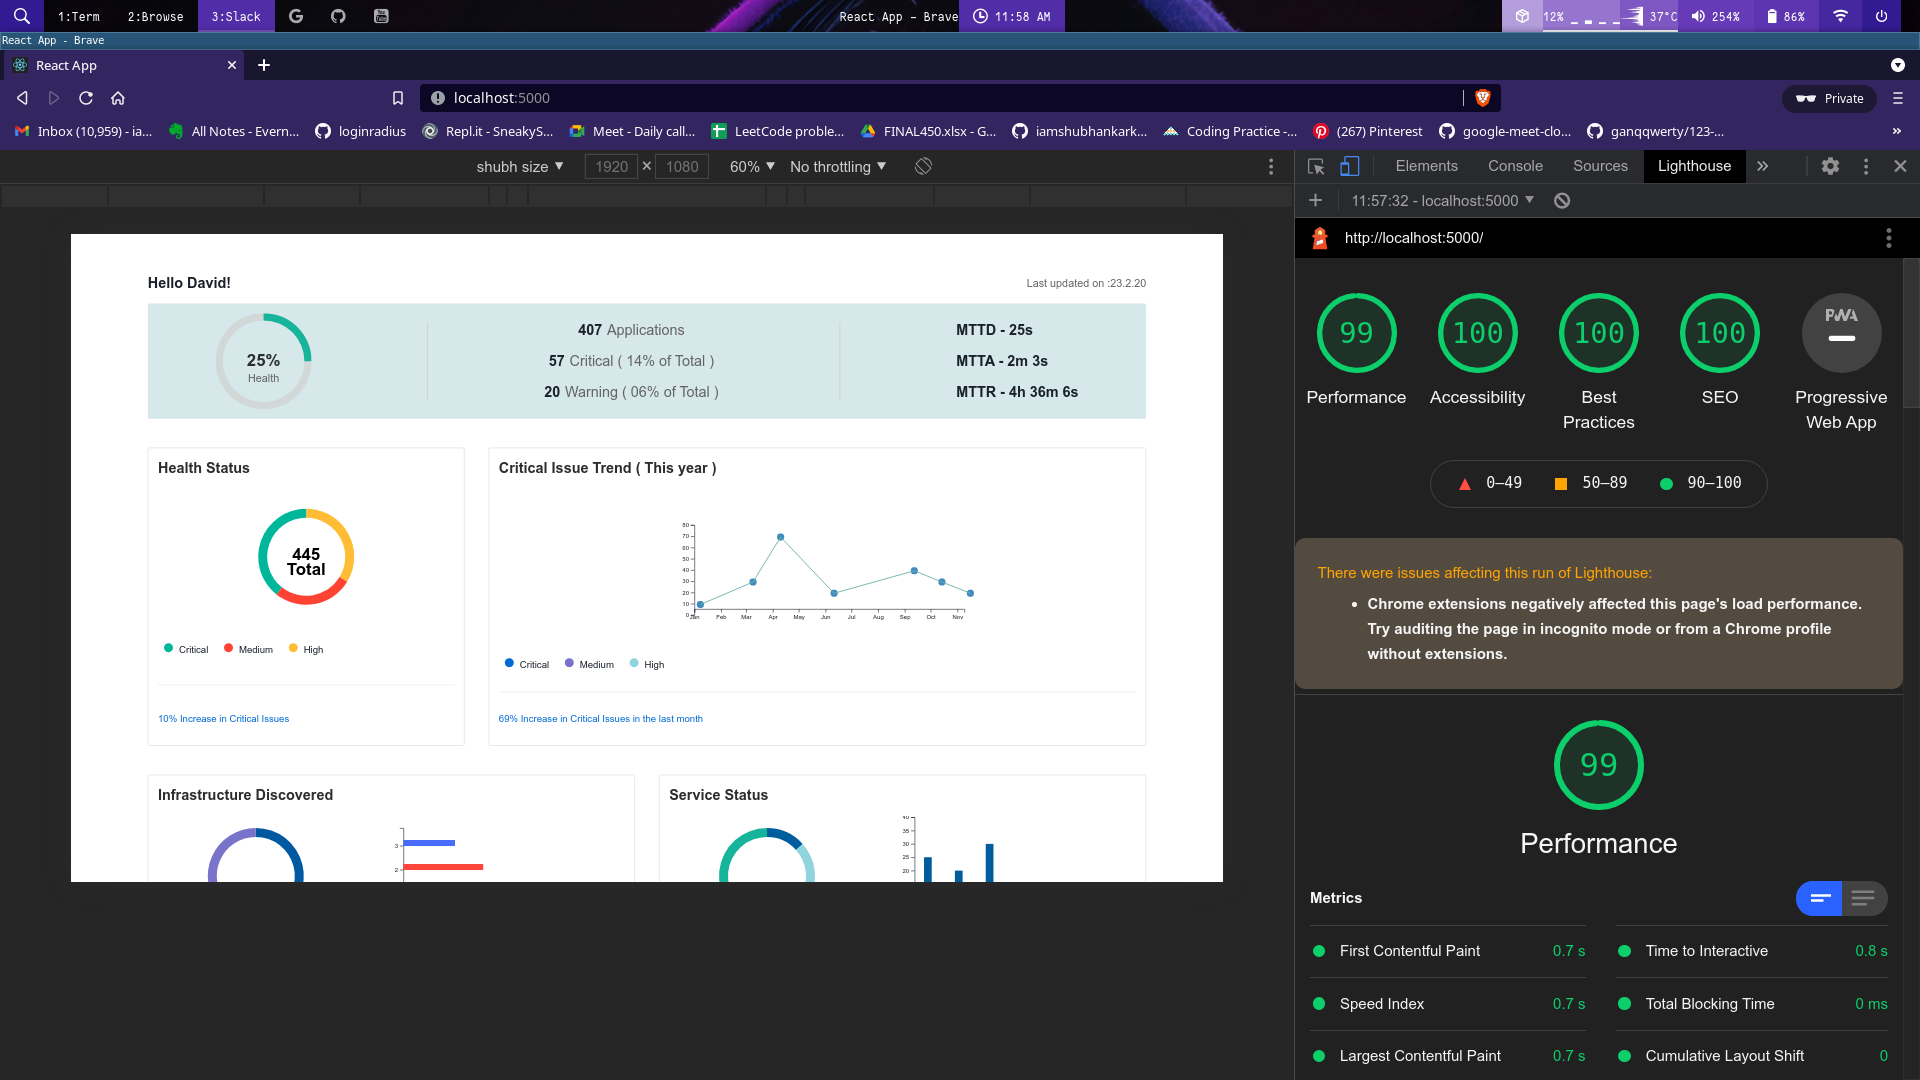 1:Term 2:Browse 3:Slack React App - Brave 11:58 AM 12% 37°C 254% 86%
React App - Brave
React App
localhost:5000 Private
Inbox (10,959) - ia... All Notes - Evern... loginradius Repl.it - SneakyS... Meet - Daily call... LeetCode proble... FINAL450.xlsx - G... iamshubhankark... Coding Practice -... (267) Pinterest google-meet-clo... ganqqwerty/123-... »
shubh size 1920 × 1080 60% No throttling
Elements Console Sources Lighthouse
11:57:32 - localhost:5000
http://localhost:5000/
Hello David!
Last updated on :23.2.20
25%
Health
407 Applications
57 Critical ( 14% of Total )
20 Warning ( 06% of Total )
MTTD - 25s
MTTA - 2m 3s
MTTR - 4h 36m 6s
Health Status
445
Total
Critical Medium High
10% Increase in Critical Issues
Critical Issue Trend ( This year )
80
70
60
50
40
30
20
10
0
Jan Feb Mar Apr May Jun Jul Aug Sep Oct Nov
Critical Medium High
69% Increase in Critical Issues in the last month
Infrastructure Discovered
3
2
Service Status
40
35
30
25
20
99 100 100 100 PWA
Performance Accessibility Best Practices SEO Progressive Web App
0–49 50–89 90–100
There were issues affecting this run of Lighthouse:
• Chrome extensions negatively affected this page's load performance.
Try auditing the page in incognito mode or from a Chrome profile
without extensions.
99
Performance
Metrics
First Contentful Paint 0.7 s
Time to Interactive 0.8 s
Speed Index 0.7 s
Total Blocking Time 0 ms
Largest Contentful Paint 0.7 s
Cumulative Layout Shift 0